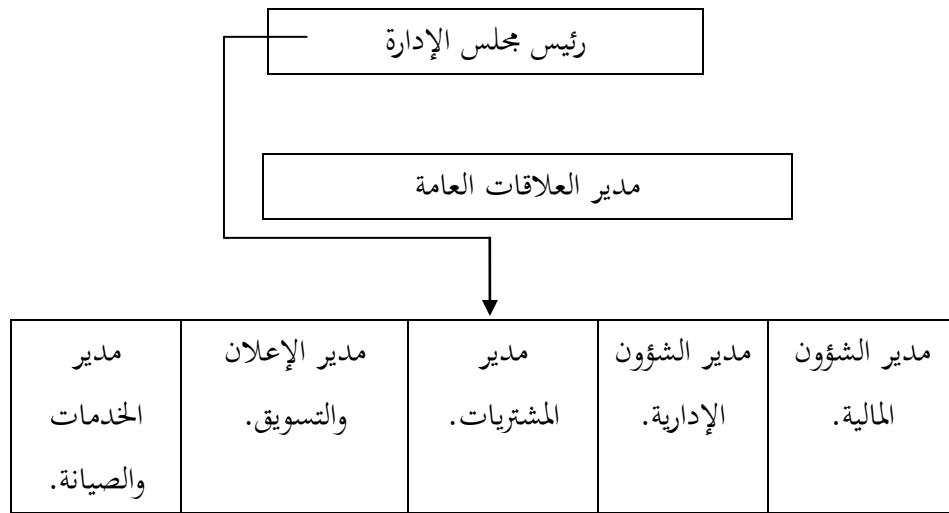 رئيس مجلس الإدارة
مدير العلاقات العامة
مدير الشؤون
المالية.
مدير الشؤون
الإدارية.
مدير
المشتريات.
مدير الإعلان
والتسويق.
مدير
الخدمات
والصيانة.